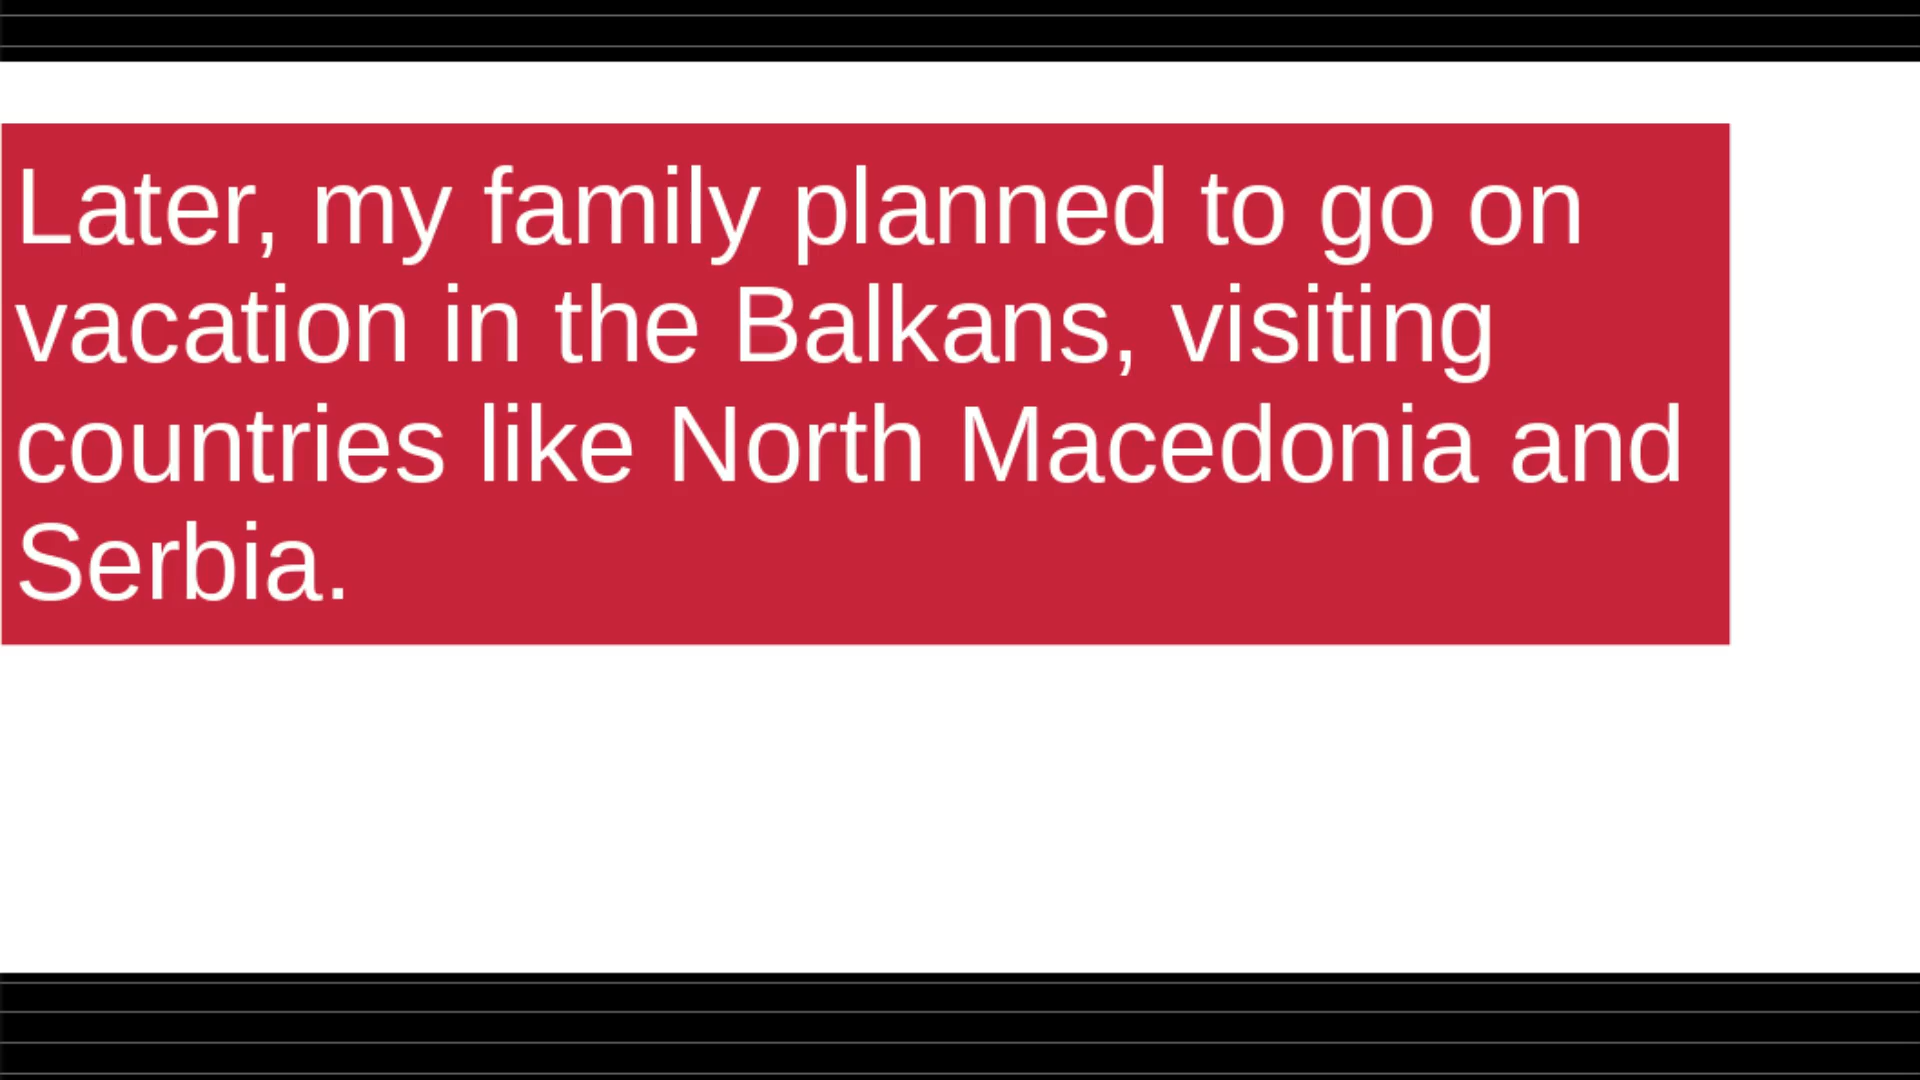 Later, my family planned to go on
vacation in the Balkans, visiting
countries like North Macedonia and
Serbia.